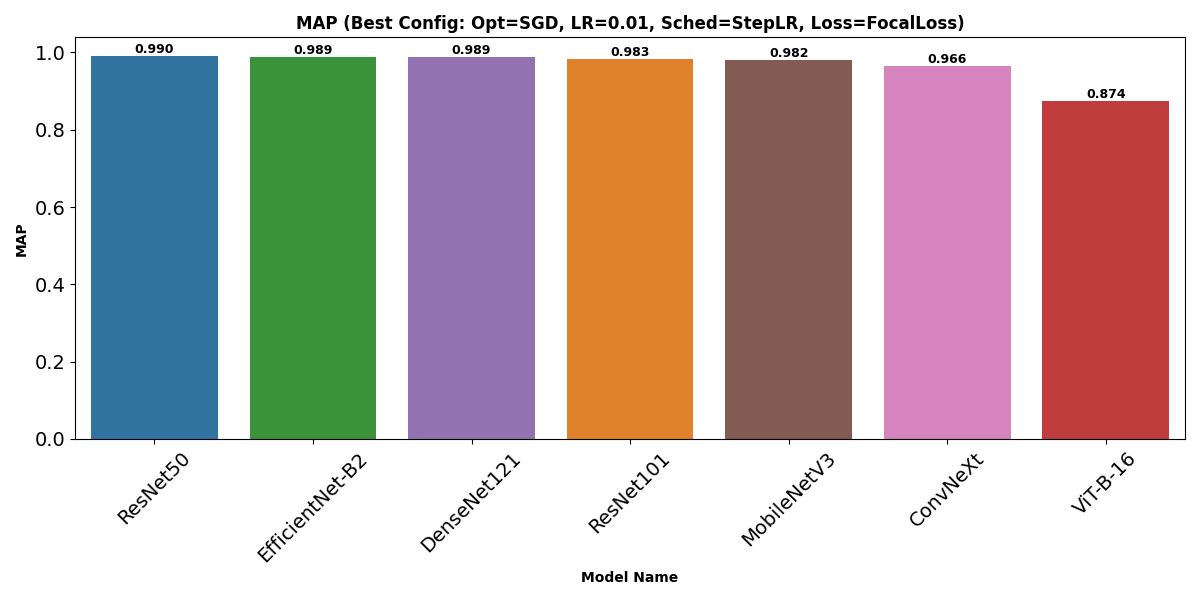 MAP (Best Config: Opt=SGD, LR=0.01, Sched=StepLR, Loss=FocalLoss)
0.990
0.989
0.989
0.983
0.982
0.966
0.874
1.0
0.8
0.6
0.4
0.2
0.0
MAP
ResNet50
EfficientNet-B2
DenseNet121
ResNet101
MobileNetV3
ConvNeXt
ViT-B-16
Model Name